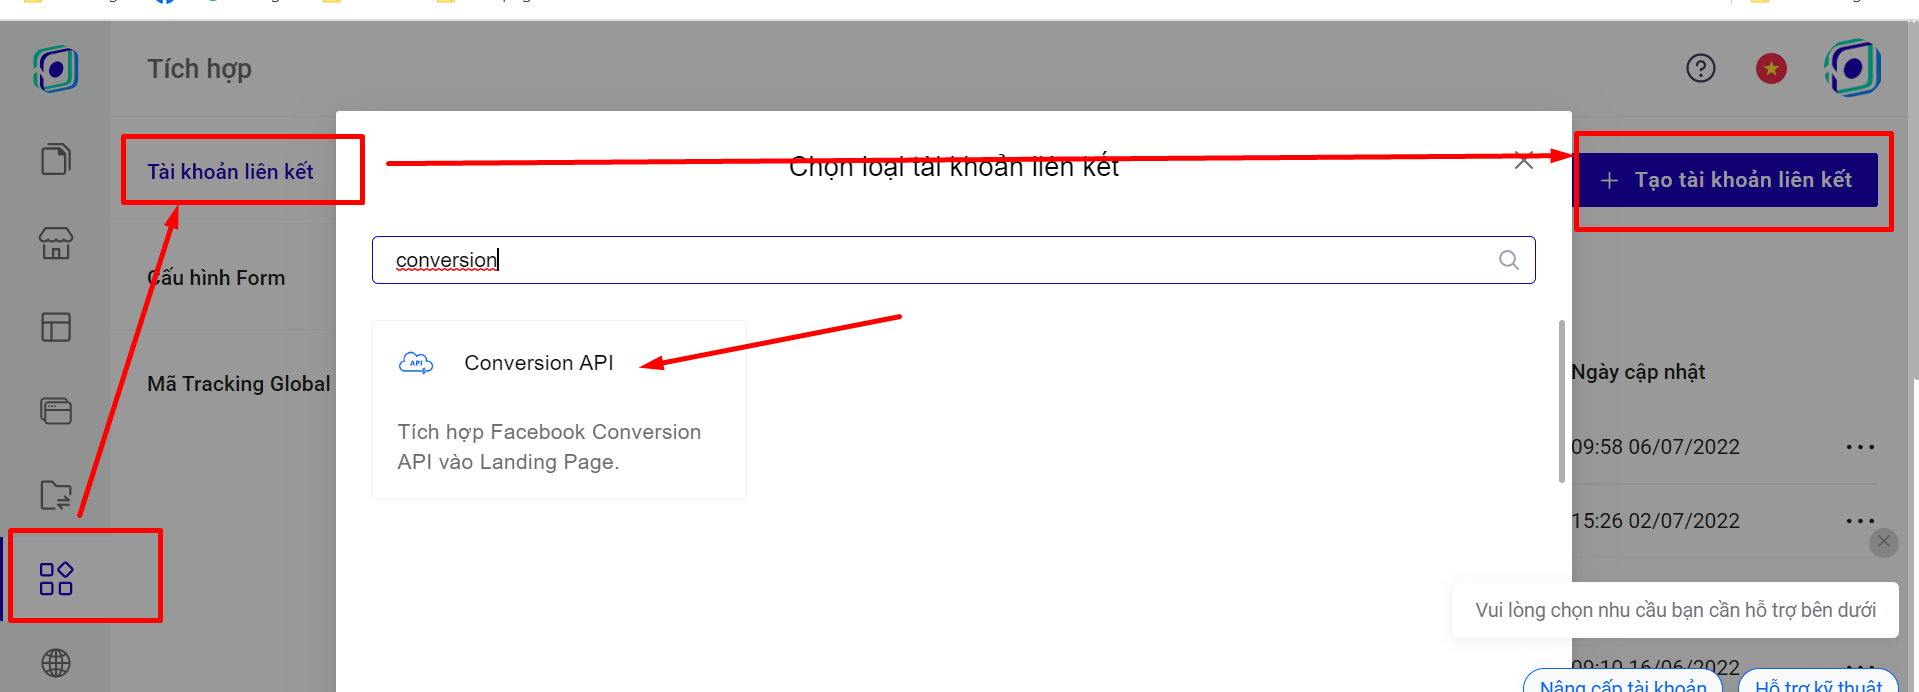 Tích hợp
Tài khoản liên kết
Cấu hình Form
Mã Tracking Global
Chọn loại tài khoản liên kết
+ Tạo tài khoản liên kết
conversion
API
Conversion API
Tích hợp Facebook Conversion
API vào Landing Page.
Ngày cập nhật
09:58 06/07/2022
15:26 02/07/2022
Vui lòng chọn nhu cầu bạn cần hỗ trợ bên dưới
09:10 16/06/2022
Nâng cấp tài khoản
Hỗ trợ kỹ thuật